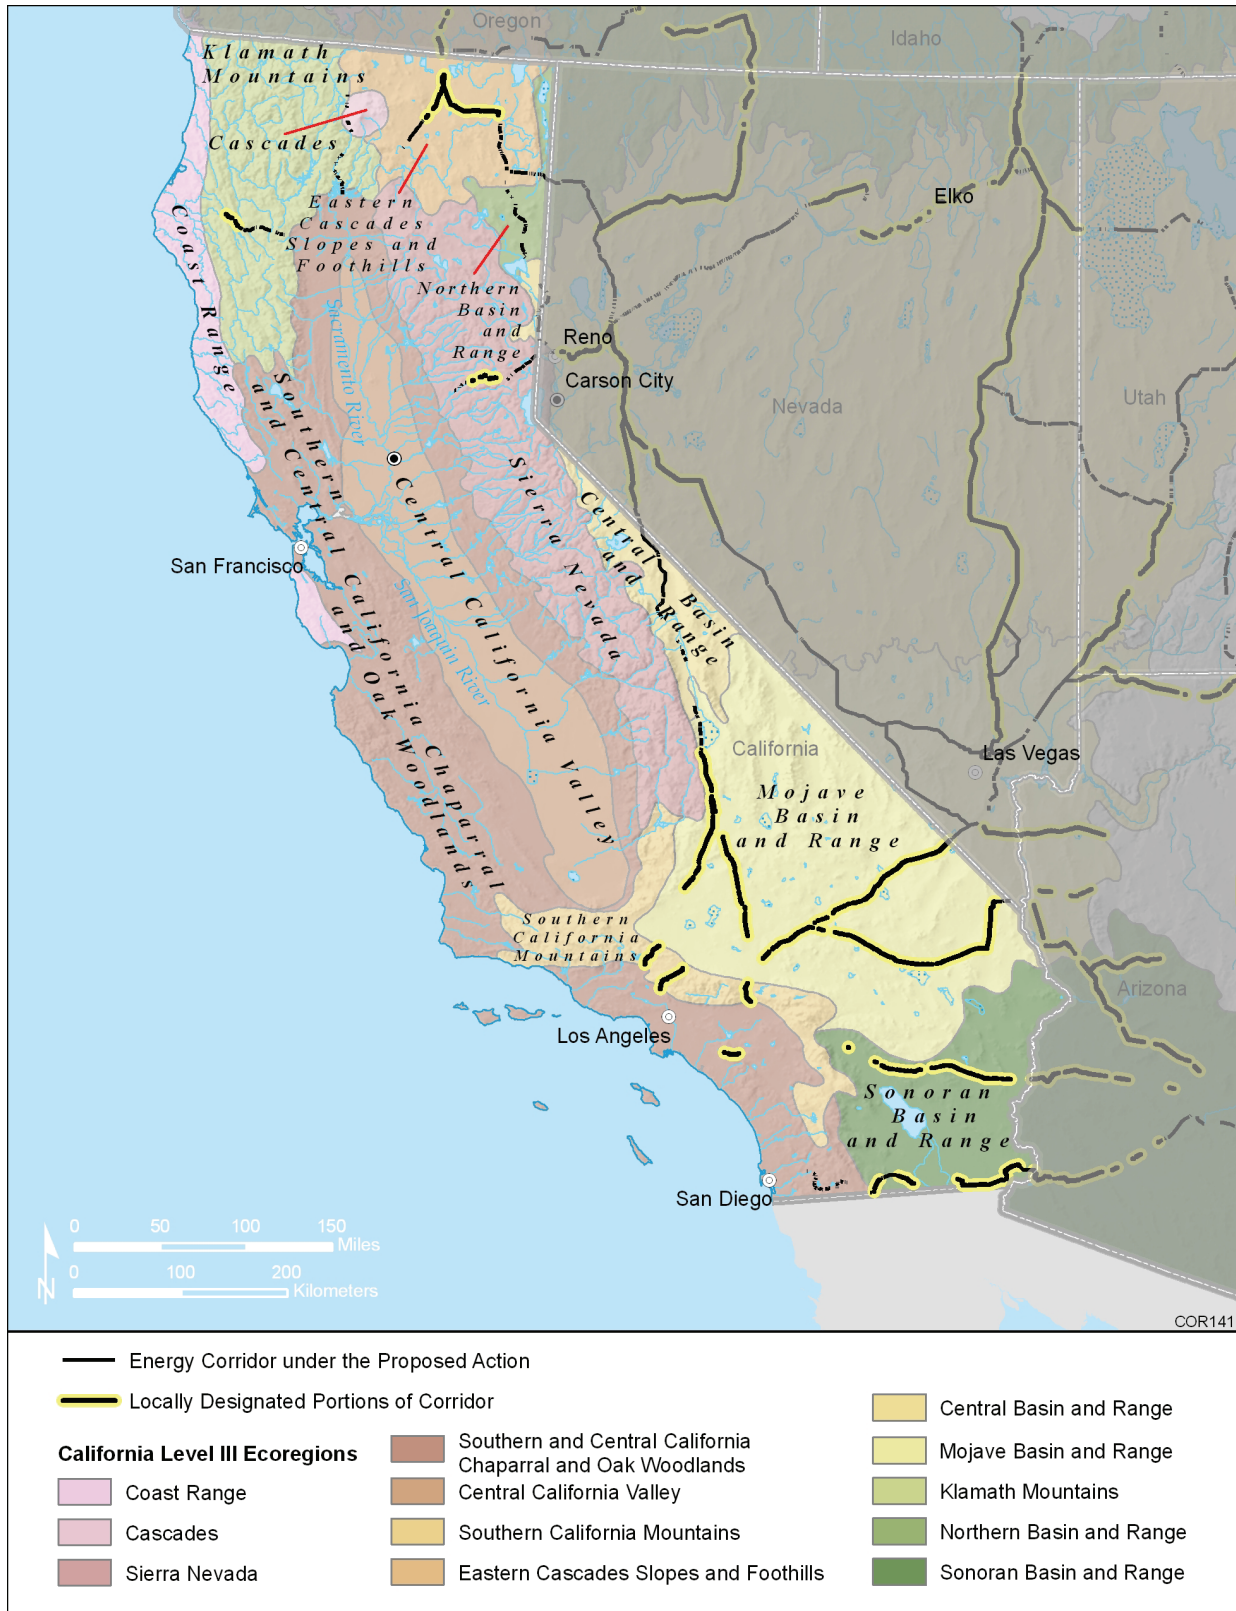 Oregon
Idaho
Klamath
Mountains
Cascades
Elko
Eastern
Cascades
Slopes and
Foothills
Coast Range
Northern
Basin
and
Range
Sacramento River
Reno
Carson City
Nevada
Utah
Southern
and Central California Chaparral
and Oak Woodlands
Central California Valley
Sierra Nevada
Central
and
Basin
Range
San Francisco
San Joaquin River
California
Las Vegas
Mojave
Basin
and Range
Southern
California
Mountains
Arizona
Los Angeles
Sonoran
Basin
and Range
San Diego
0 50 100 150
Miles
0 100 200
Kilometers
N
COR141
Energy Corridor under the Proposed Action
Locally Designated Portions of Corridor
California Level III Ecoregions
Coast Range
Cascades
Sierra Nevada
Southern and Central California
Chaparral and Oak Woodlands
Central California Valley
Southern California Mountains
Eastern Cascades Slopes and Foothills
Central Basin and Range
Mojave Basin and Range
Klamath Mountains
Northern Basin and Range
Sonoran Basin and Range